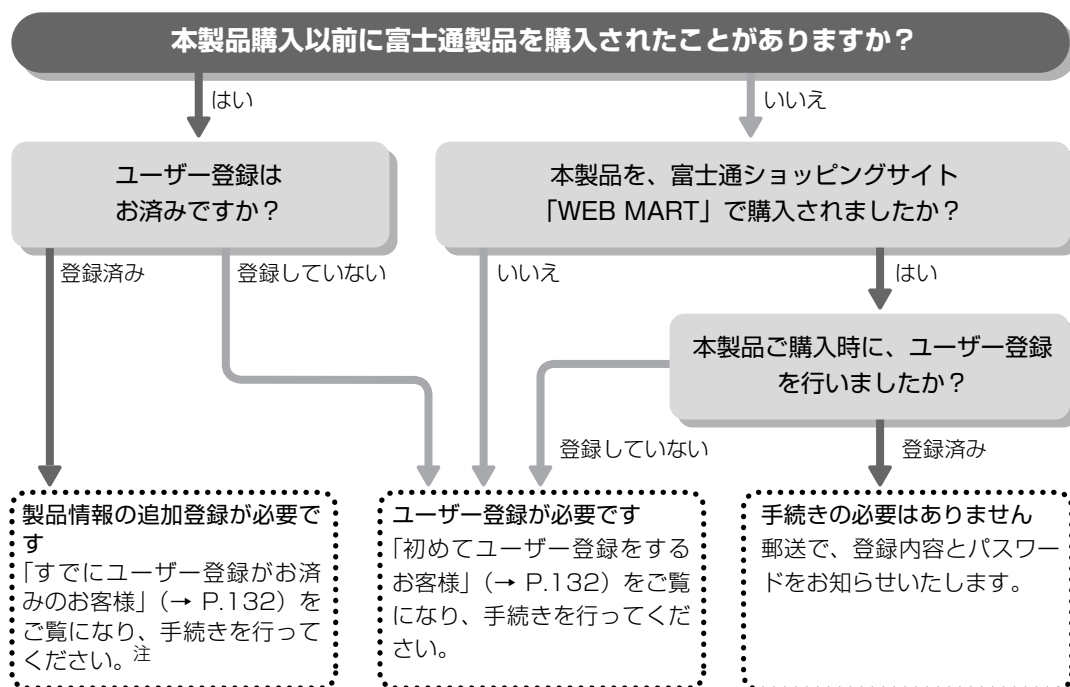 本製品購入以前に富士通製品を購入されたことがありますか?
はい
いいえ
ユーザー登録は
お済みですか?
本製品を、富士通ショッピングサイト
「WEB MART」で購入されましたか?
登録済み
登録していない
いいえ
はい
本製品ご購入時に、ユーザー登録
を行いましたか?
登録していない
登録済み
製品情報の追加登録が必要で
す
「すでにユーザー登録がお済
みのお客様」(→ P.132)を
ご覧になり、手続きを行って
ください。注
ユーザー登録が必要です
「初めてユーザー登録をする
お客様」(→ P.132)をご覧
になり、手続きを行ってくだ
さい。
手続きの必要はありません
郵送で、登録内容とパスワー
ドをお知らせいたします。